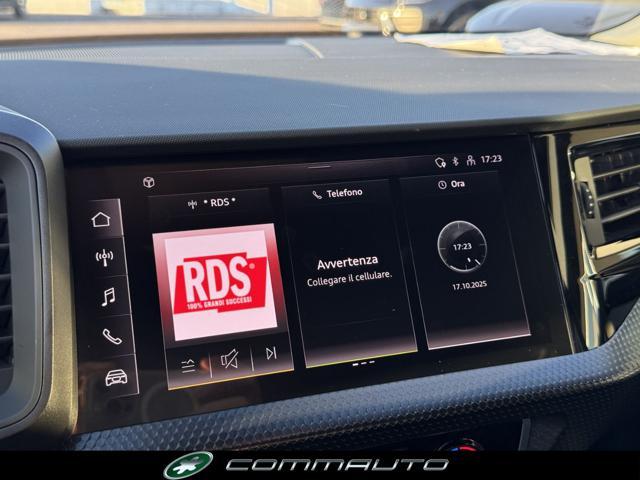 17:23
* RDS *
Telefono
Ora
RDS®
100% GRANDI SUCCESSI
Avvertenza
Collegare il cellulare.
17:23
17.10.2025
COMMAUTO